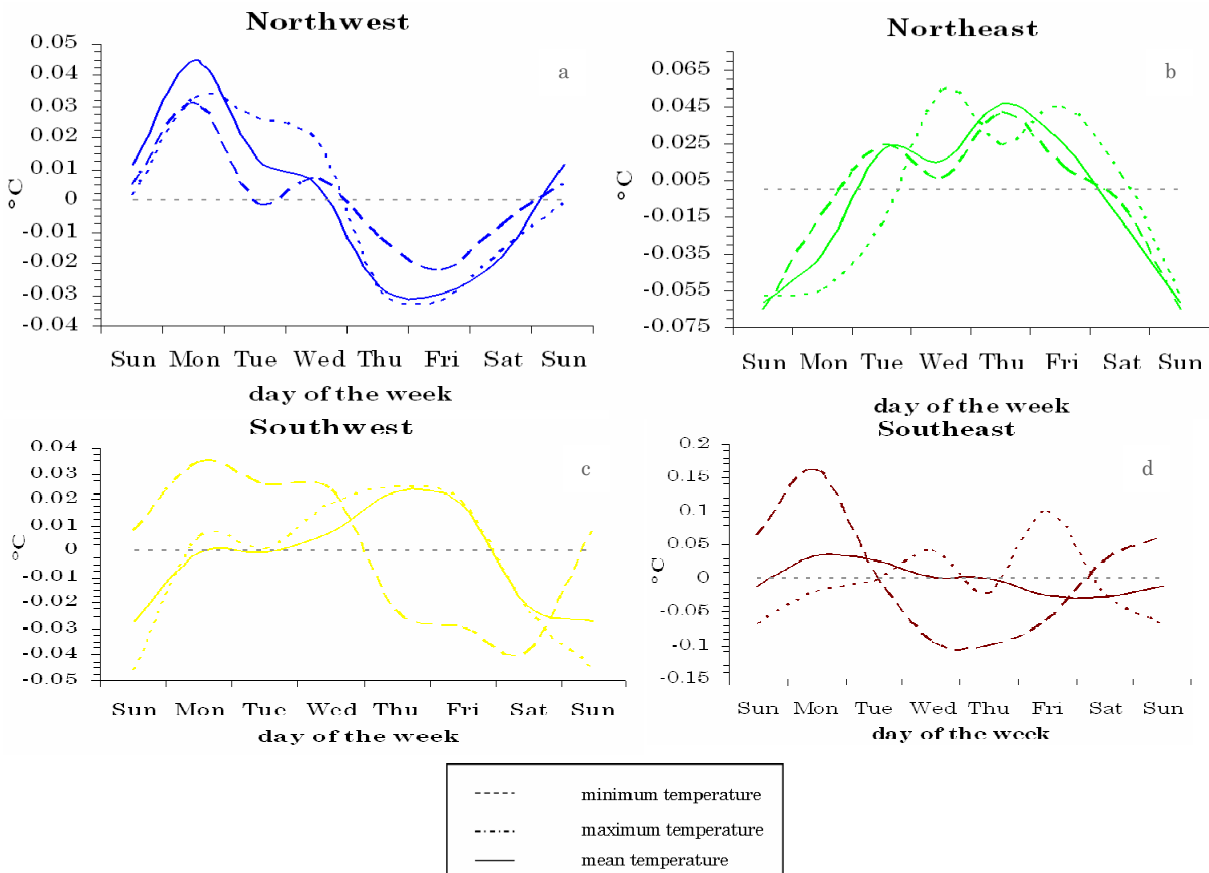 Northwest
a
0.05
0.04
0.03
0.02
0.01
0
-0.01
-0.02
-0.03
-0.04
°C
Sun Mon Tue Wed Thu Fri Sat Sun
day of the week
Northeast
b
0.065
0.045
0.025
0.005
-0.015
-0.035
-0.055
-0.075
°C
Sun Mon Tue Wed Thu Fri Sat Sun
day of the week
Southwest
c
0.04
0.03
0.02
0.01
0
-0.01
-0.02
-0.03
-0.04
-0.05
°C
Sun Mon Tue Wed Thu Fri Sat Sun
day of the week
Southeast
d
0.2
0.15
0.1
0.05
0
-0.05
-0.1
-0.15
°C
Sun Mon Tue Wed Thu Fri Sat Sun
day of the week
minimum temperature
maximum temperature
mean temperature